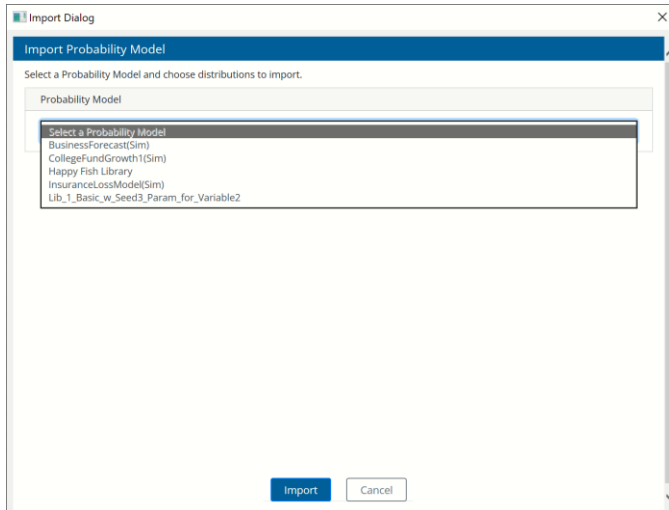 Import Dialog
Import Probability Model
Select a Probability Model and choose distributions to import.
Probability Model
Select a Probability Model
BusinessForecast(Sim)
CollegeFundGrowth1(Sim)
Happy Fish Library
InsuranceLossModel(Sim)
Lib_1_Basic_w_Seed3_Param_for_Variable2
Import Cancel